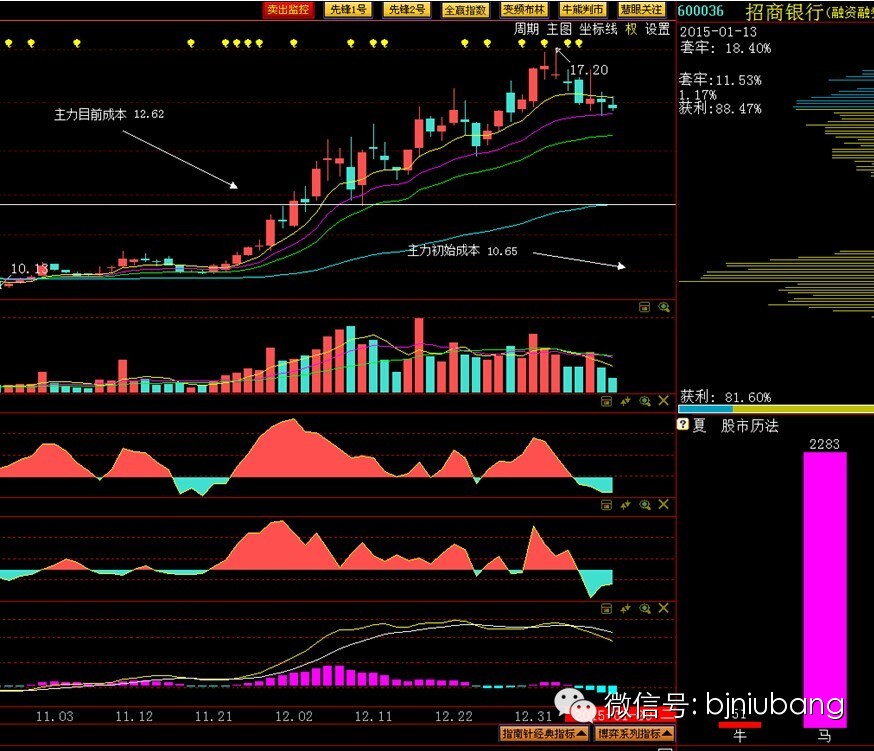 卖出监控 先锋1号 先锋2号 全赢指数 变频布林 牛能判市 慧眼关注
600036 招商银行(融资融
周期 主图 坐标线 权 设置
2015-01-13
套牢: 18.40%
套牢:11.53%
1.17%
获利:88.47%
17.20
主力目前成本 12.62
主力初始成本 10.65
10.13
获利: 81.60%
? 夏 股市历法
2283
11.03 11.12 11.21 12.02 12.11 12.22 12.31
微信号: bjniubang
51
牛 马
指南针经典指标 博弈系列指标